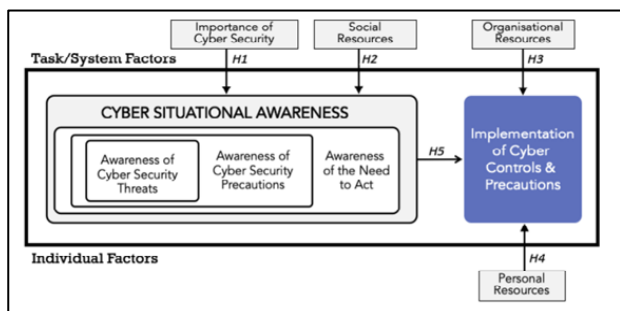 Importance of
Cyber Security
Social
Resources
Organisational
Resources
Task/System Factors
H1
H2
H3
CYBER SITUATIONAL AWARENESS
Awareness of
Cyber Security
Threats
Awareness of
Cyber Security
Precautions
Awareness
of the Need
to Act
H5
Implementation
of Cyber
Controls &
Precautions
Individual Factors
H4
Personal
Resources